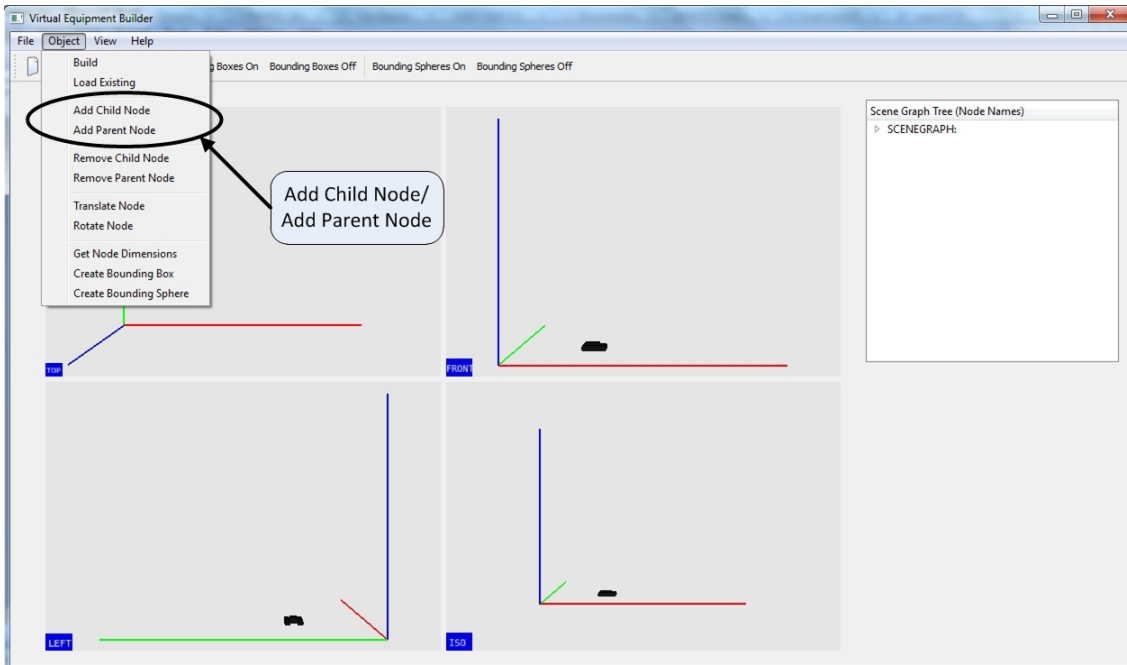 Virtual Equipment Builder
File Object View Help
Boxes On Bounding Boxes Off Bounding Spheres On Bounding Spheres Off
Build
Load Existing
Add Child Node
Add Parent Node
Remove Child Node
Remove Parent Node
Translate Node
Rotate Node
Get Node Dimensions
Create Bounding Box
Create Bounding Sphere
Add Child Node/
Add Parent Node
Scene Graph Tree (Node Names)
SCENEGRAPH:
TOP
FRONT
LEFT
ISO